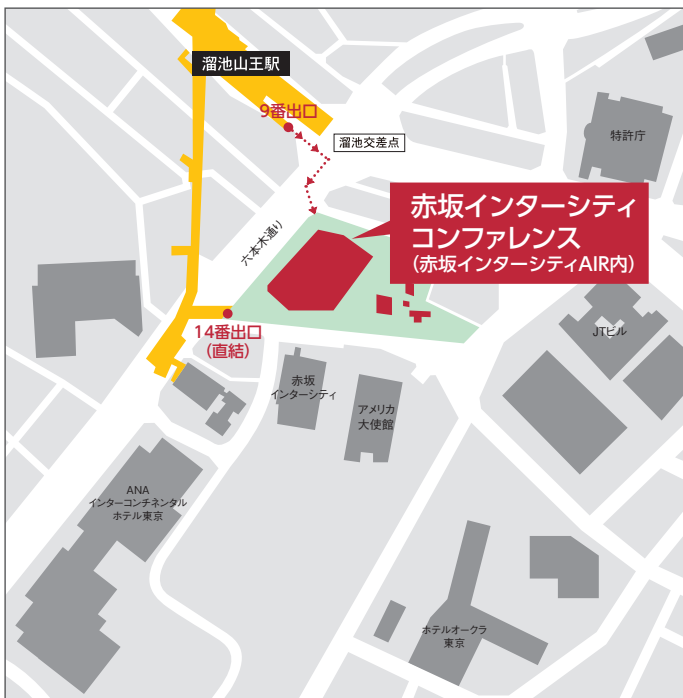 溜池山王駅
9番出口
溜池交差点
特許庁
赤坂インターシティ
コンファレンス
(赤坂インターシティAIR内)
六本木通り
14番出口
(直結)
JTビル
赤坂
インターシティ
アメリカ
大使館
ANA
インターコンチネンタル
ホテル東京
ホテルオークラ
東京